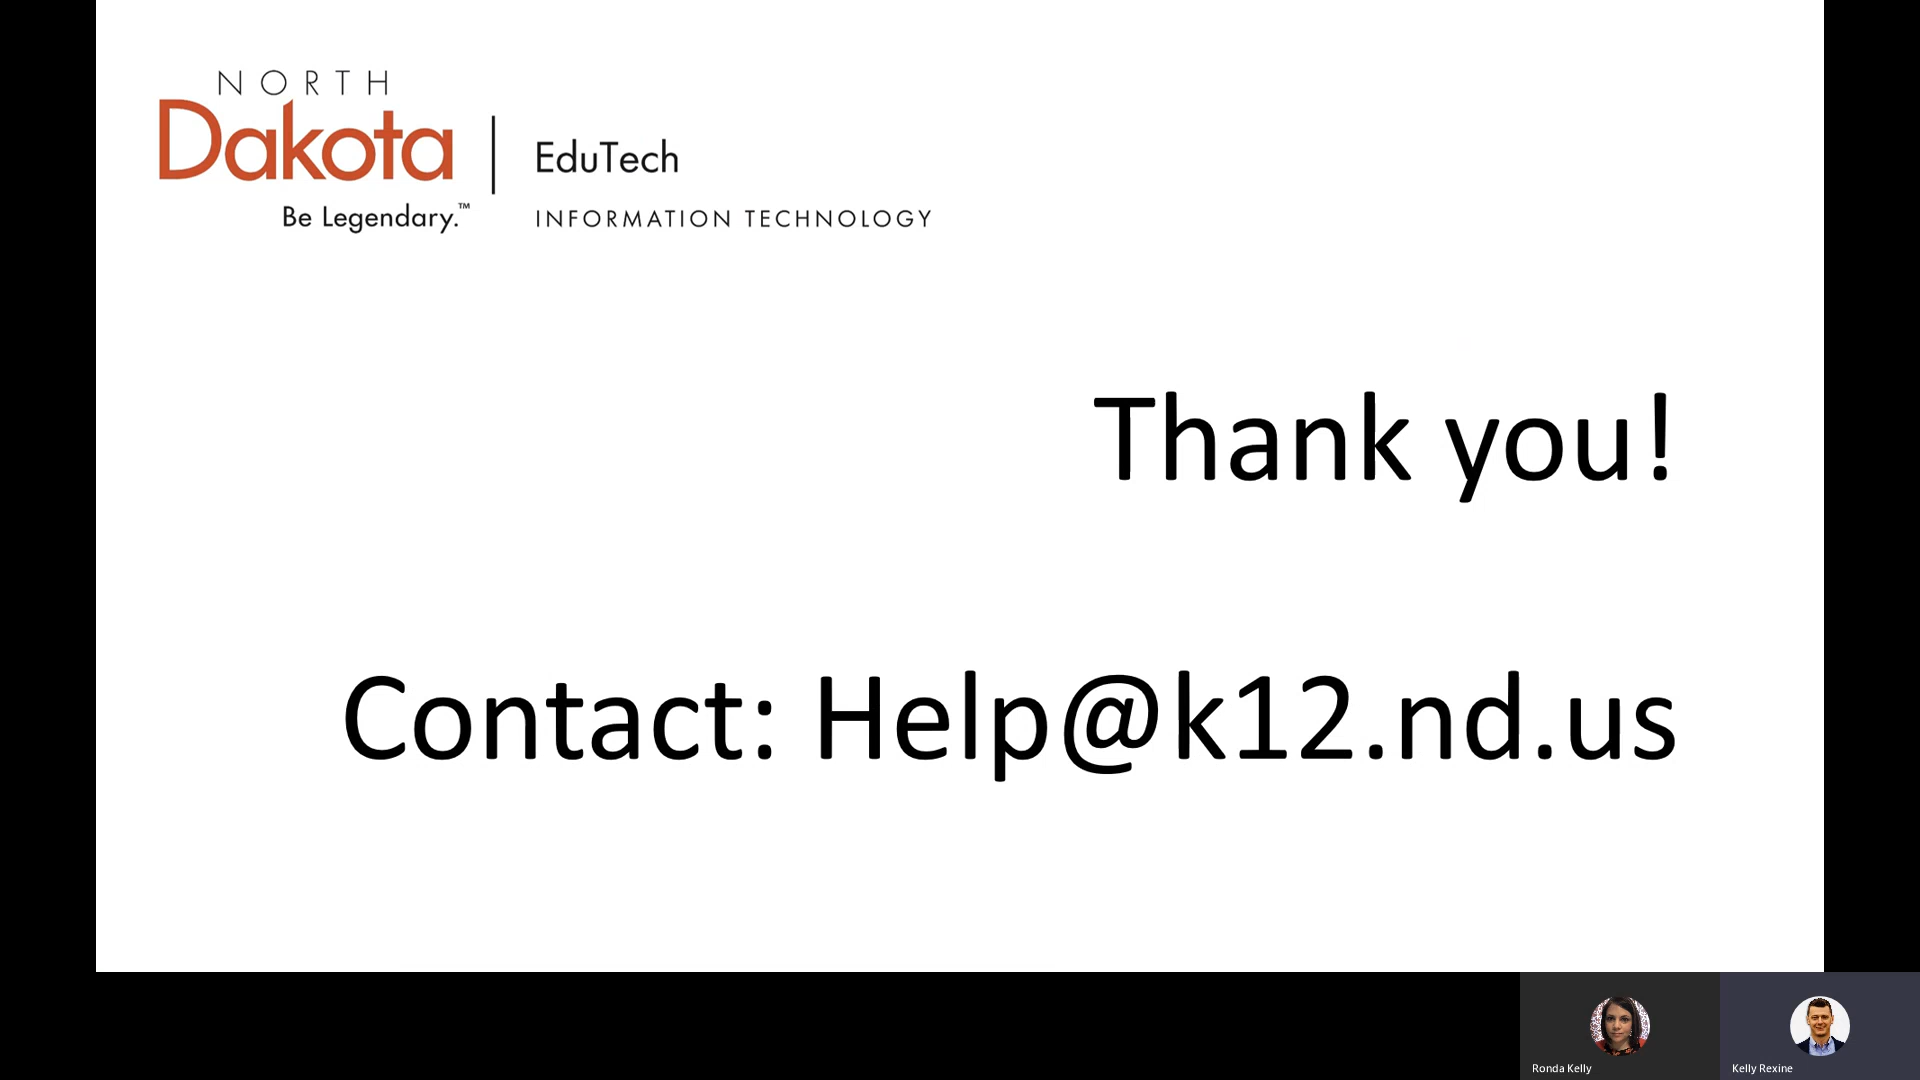 NORTH
Dakota
Be Legendary.™
EduTech
INFORMATION TECHNOLOGY
Thank you!
Contact: Help@k12.nd.us
Ronda Kelly
Kelly Rexine